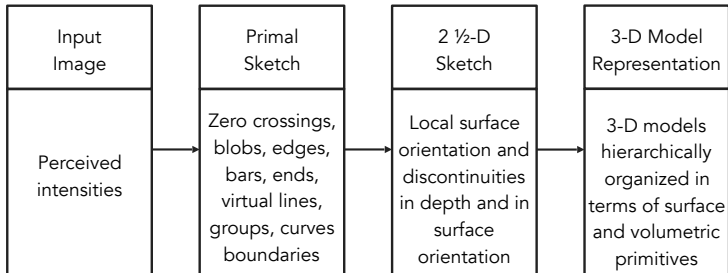 Input
Image
Perceived
intensities
Primal
Sketch
Zero crossings,
blobs, edges,
bars, ends,
virtual lines,
groups, curves
boundaries
2 ½-D
Sketch
Local surface
orientation and
discontinuities
in depth and in
surface
orientation
3-D Model
Representation
3-D models
hierarchically
organized in
terms of surface
and volumetric
primitives